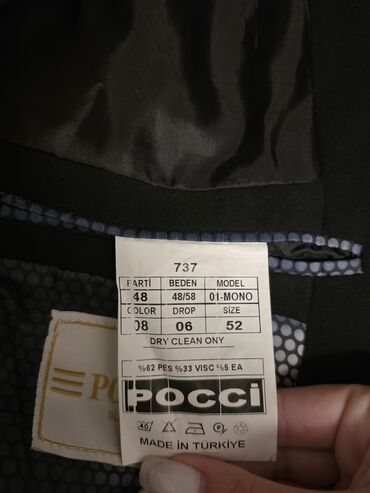 737
PARTİ BEDEN MODEL
48 48/58 01-MONO
COLOR DROP SIZE
08 06 52
DRY CLEAN ONY
%62 PES %33 VISC %5 EA
POCCi
40
MADE İN TÜRKİYE